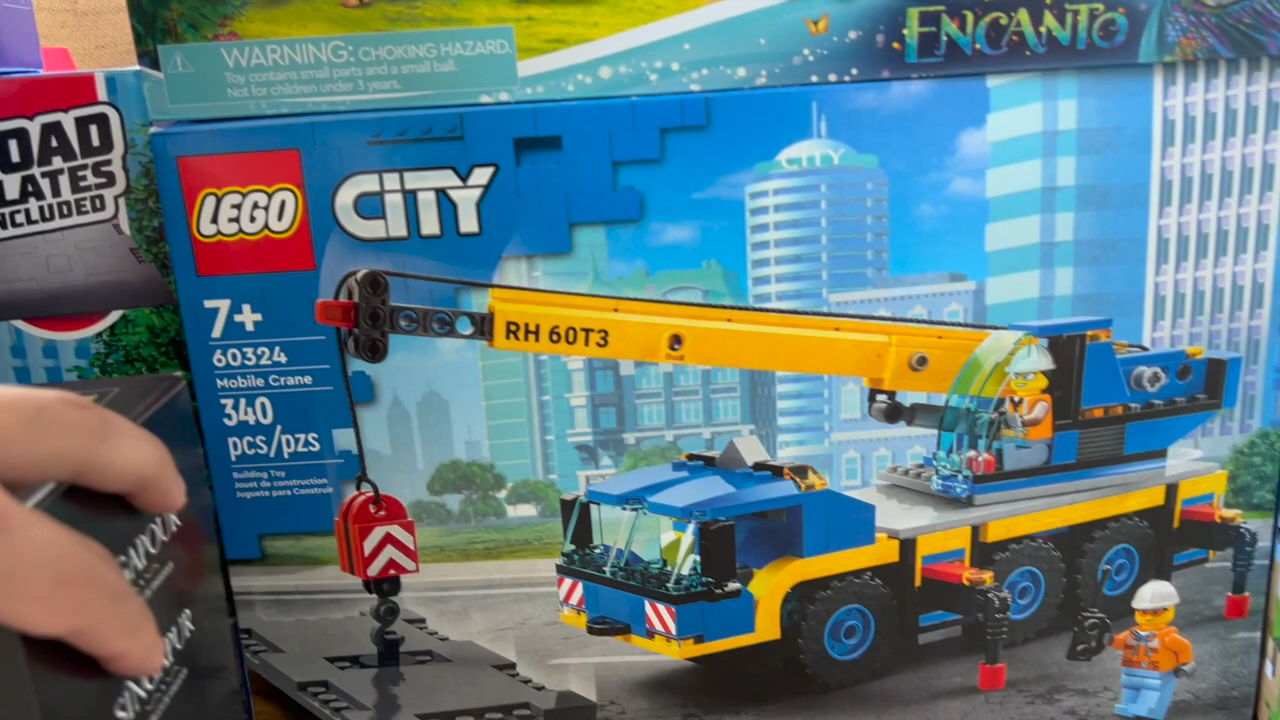 ENCANTO
WARNING: CHOKING HAZARD.
Toy contains small parts and a small ball.
Not for children under 3 years.
OAD
LATES
NCLUDED
LEGO
CITY
CITY
7+
60324
Mobile Crane
340
pcs/pzs
Building Toy
Jouet de construction
Juguete para Construir
RH 60T3